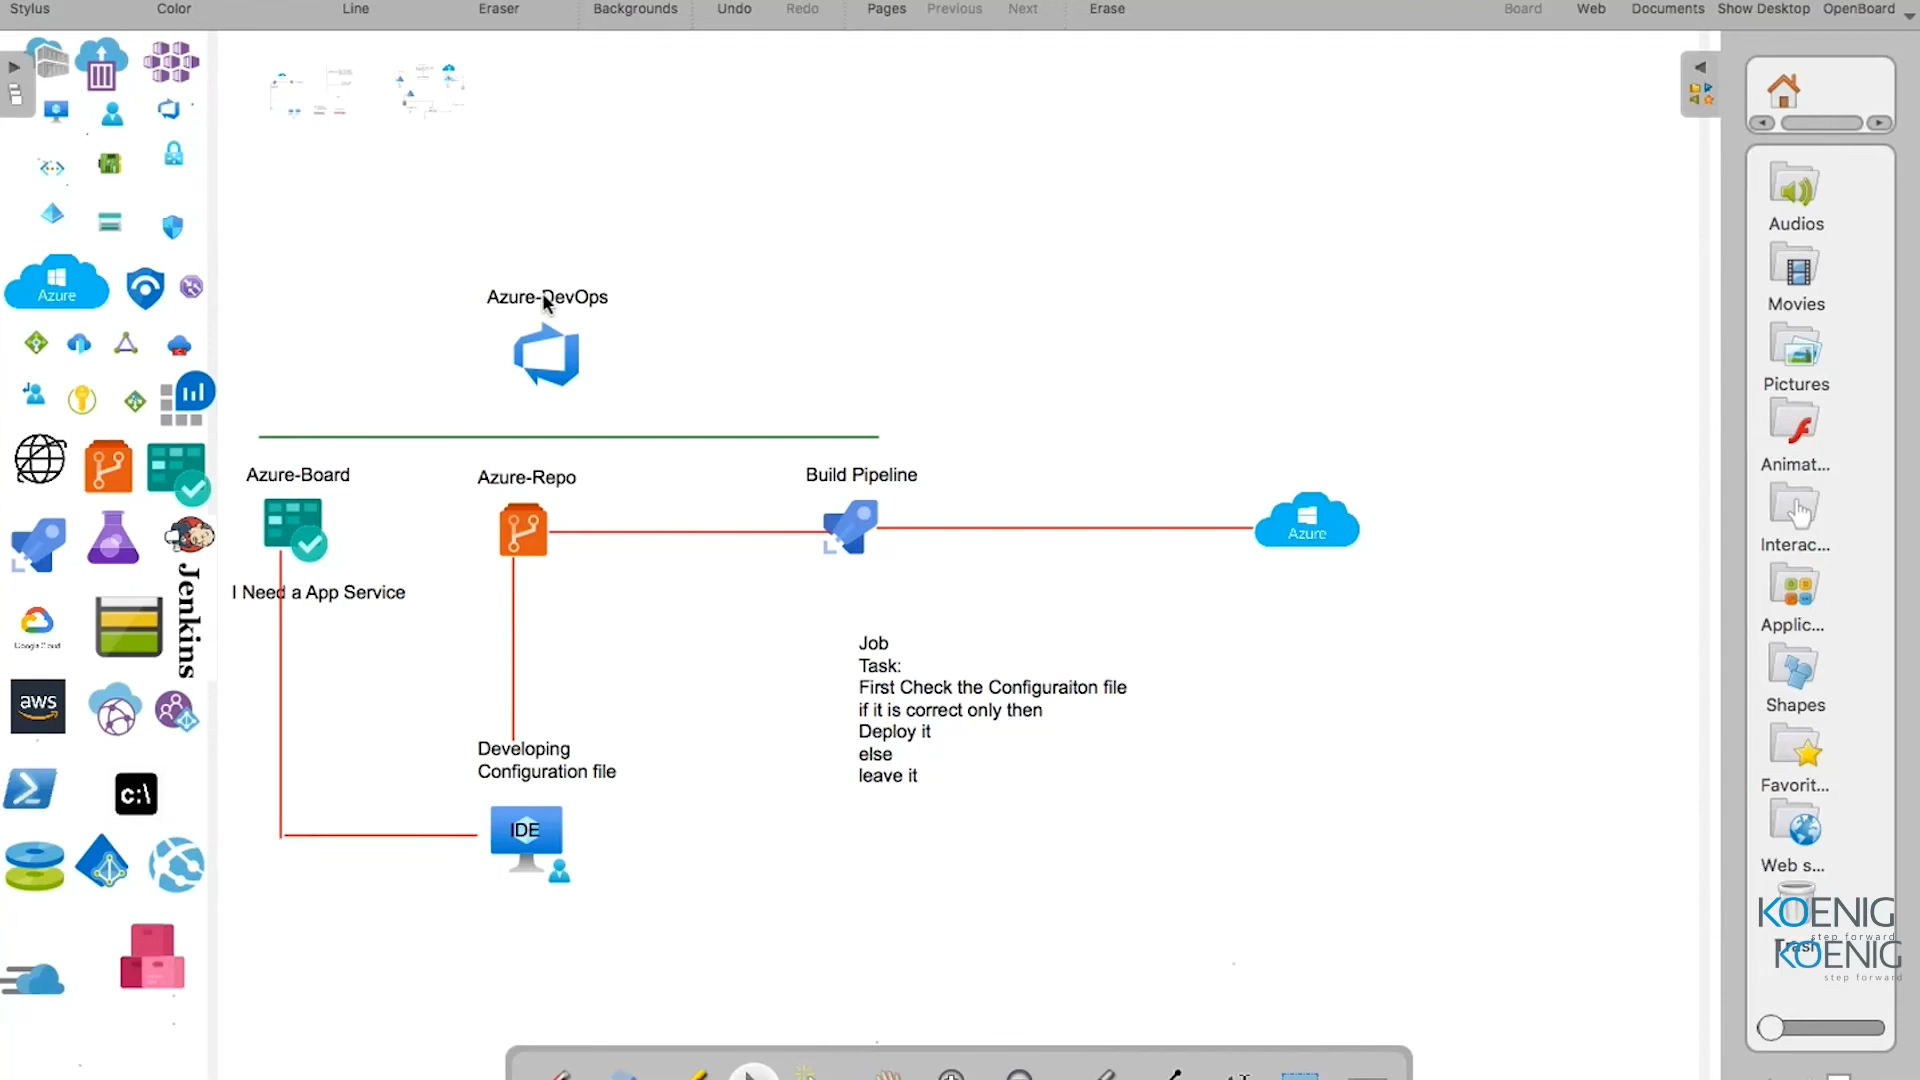 Stylus Color Line Eraser Backgrounds Undo Redo Pages Previous Next Erase Board Web Documents Show Desktop OpenBoard
Azure
Jenkins
Google Cloud
aws
c:\
Azure-DevOps
Azure-Board
Azure-Repo
Build Pipeline
Azure
I Need a App Service
Job
Task:
First Check the Configuraiton file
if it is correct only then
Deploy it
else
leave it
Developing
Configuration file
IDE
Audios
Movies
Pictures
Animat...
Interac...
Applic...
Shapes
Favorit...
Web s...
Trash
KOENIG
step forward
KOENIG
step forward